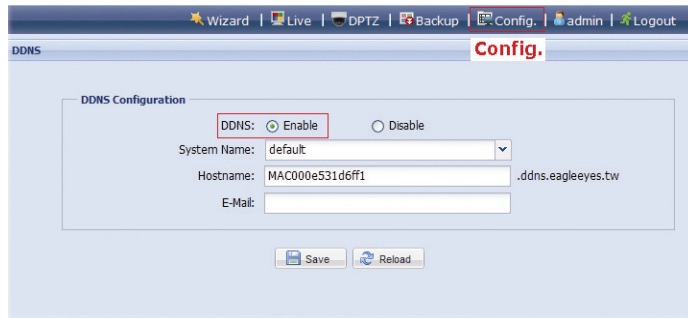 Wizard | Live | DPTZ | Backup | Config. | admin | Logout
DDNS
Config.
DDNS Configuration
DDNS: Enable Disable
System Name: default
Hostname: MAC000e531d6ff1 .ddns.eagleeyes.tw
E-Mail:
Save Reload